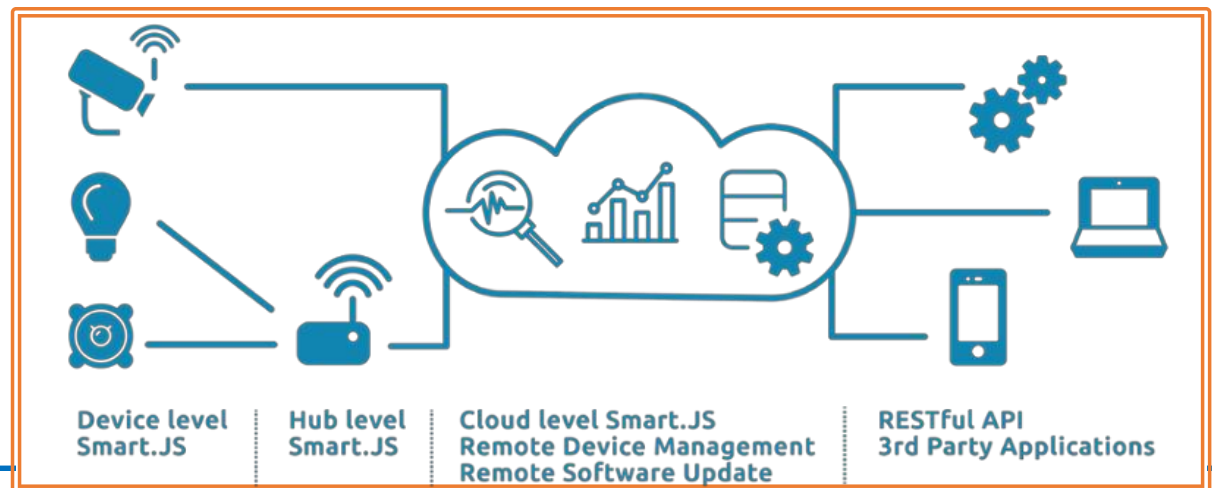 Device level
Smart.JS
Hub level
Smart.JS
Cloud level Smart.JS
Remote Device Management
Remote Software Update
RESTful API
3rd Party Applications